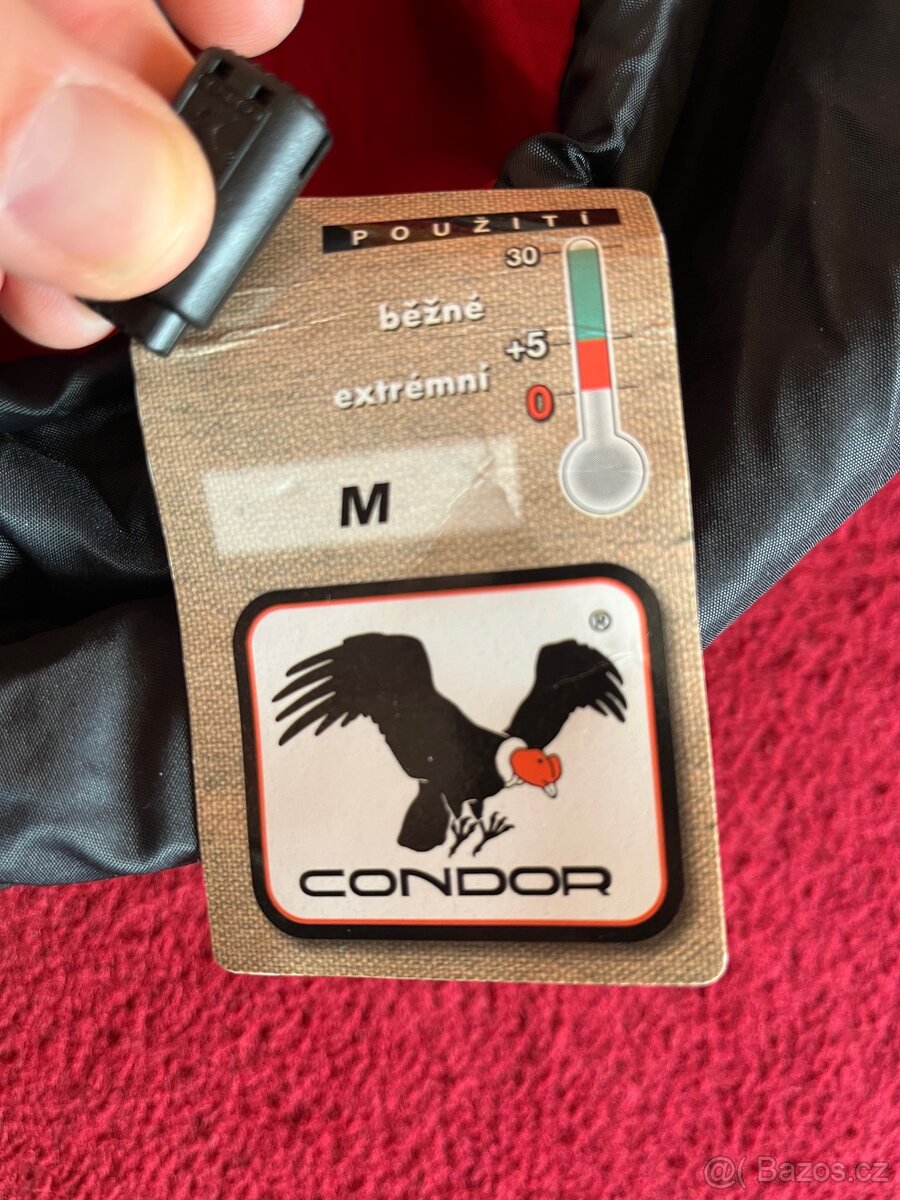 POUŽITÍ
30
běžné
+5
extrémní
0
M
®
CONDOR
@( Bazos.cz